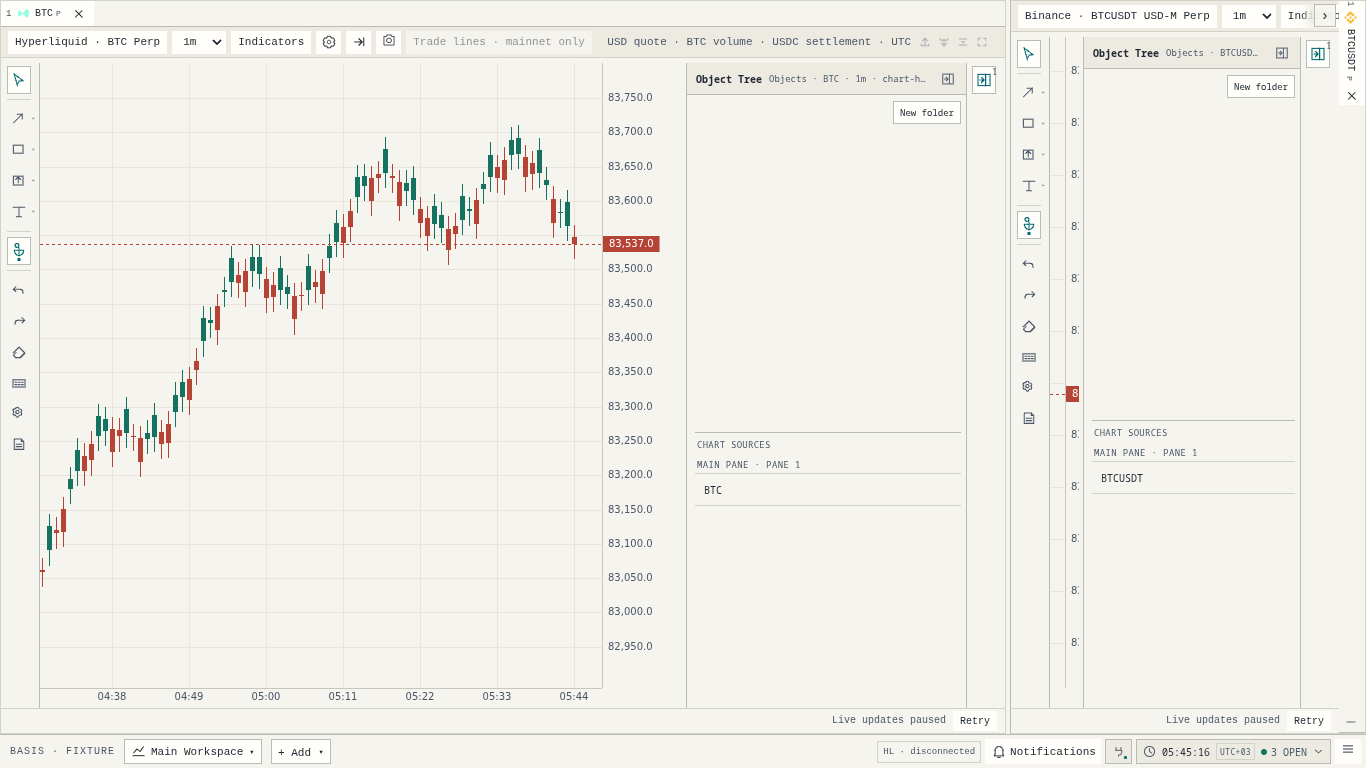 1 BTC P
Hyperliquid · BTC Perp 1m Indicators Trade lines · mainnet only USD quote · BTC volume · USDC settlement · UTC
Object Tree Objects · BTC · 1m · chart-h…
1
New folder
83,750.0
83,700.0
83,650.0
83,600.0
83,537.0
83,500.0
83,450.0
83,400.0
83,350.0
83,300.0
83,250.0
83,200.0
83,150.0
83,100.0
83,050.0
83,000.0
82,950.0
CHART SOURCES
MAIN PANE · PANE 1
BTC
04:38 04:49 05:00 05:11 05:22 05:33 05:44
Live updates paused Retry
Binance · BTCUSDT USD-M Perp 1m
Object Tree Objects · BTCUSD…
1
New folder
CHART SOURCES
MAIN PANE · PANE 1
BTCUSDT
Live updates paused Retry
1 BTCUSDT P
BASIS · FIXTURE Main Workspace + Add HL · disconnected Notifications 05:45:16 UTC+03 3 OPEN